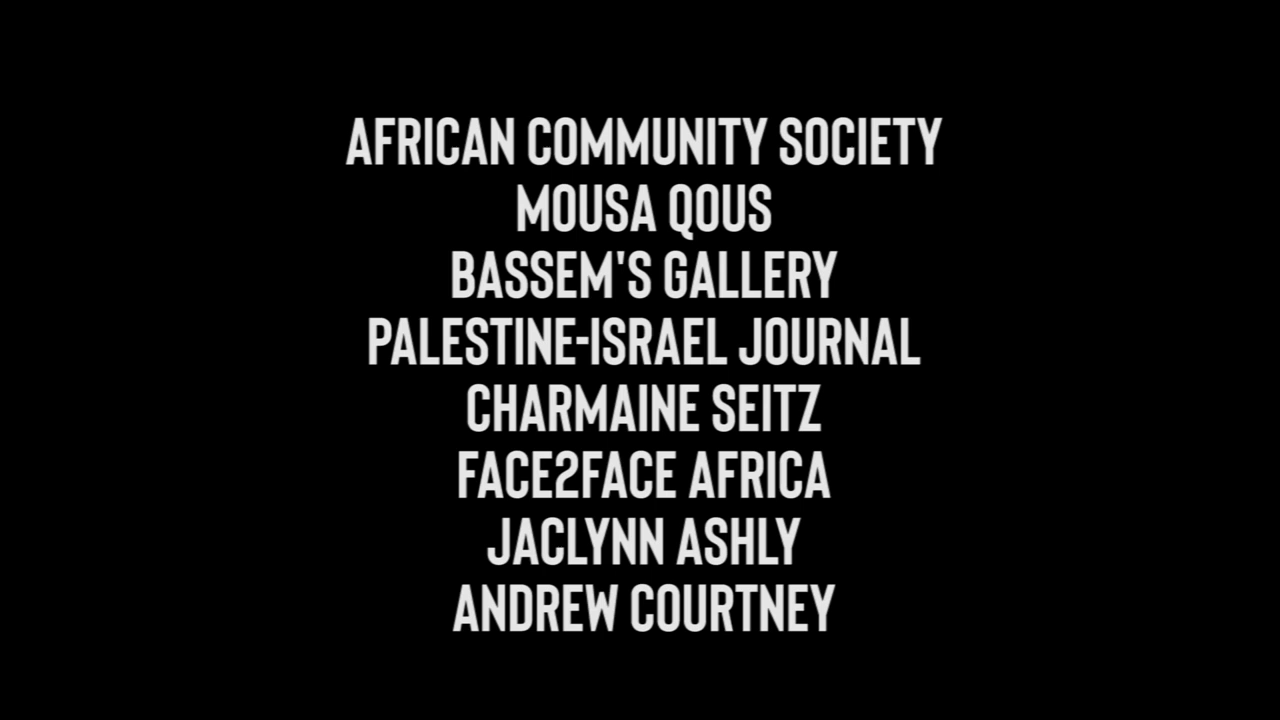 AFRICAN COMMUNITY SOCIETY
MOUSA QOUS
BASSEM'S GALLERY
PALESTINE-ISRAEL JOURNAL
CHARMAINE SEITZ
FACE2FACE AFRICA
JACLYNN ASHLY
ANDREW COURTNEY